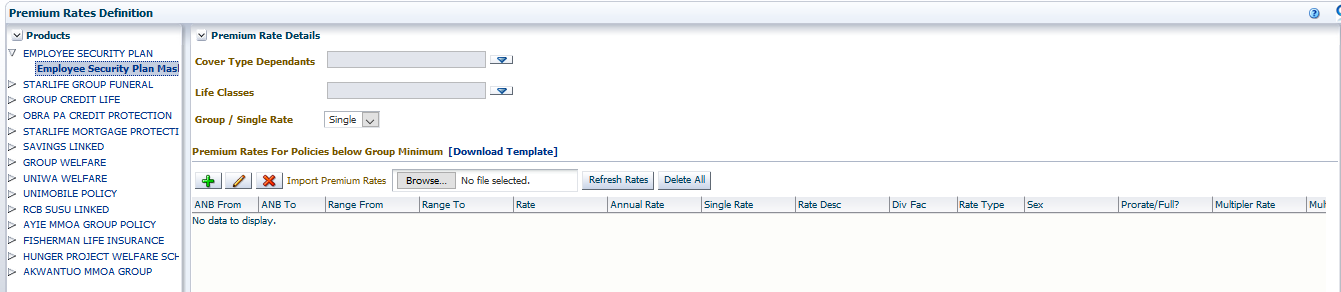 Premium Rates Definition
Products
EMPLOYEE SECURITY PLAN
Employee Security Plan Mas
STARLIFE GROUP FUNERAL
GROUP CREDIT LIFE
OBRA PA CREDIT PROTECTION
STARLIFE MORTGAGE PROTECTI
SAVINGS LINKED
GROUP WELFARE
UNIWA WELFARE
UNIMOBILE POLICY
RCB SUSU LINKED
AYIE MMOA GROUP POLICY
FISHERMAN LIFE INSURANCE
HUNGER PROJECT WELFARE SCH
AKWANTUO MMOA GROUP
Premium Rate Details
Cover Type Dependants
Life Classes
Group / Single Rate Single
Premium Rates For Policies below Group Minimum [Download Template]
Import Premium Rates Browse... No file selected. Refresh Rates Delete All
ANB From ANB To Range From Range To Rate Annual Rate Single Rate Rate Desc Div Fac Rate Type Sex Prorate/Full? Multipler Rate Mult
No data to display.